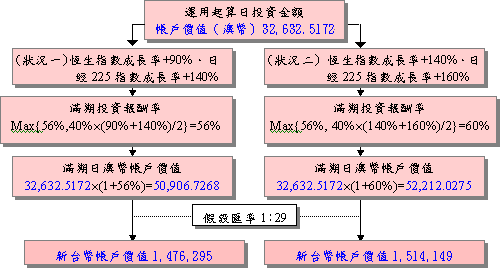 運用起算日投資金額
帳戶價值（澳幣）32,632.5172
(狀況一)恆生指數成長率+90%、日
經 225 指數成長率+140%
(狀況二) 恆生指數成長率+140%、日
經 225 指數成長率+160%
滿期投資報酬率
Max{56%,40%×(90%+140%)/2}=56%
滿期投資報酬率
Max{56%, 40%×(140%+160%)/2}=60%
滿期日澳幣帳戶價值
32,632.5172×(1+56%)=50,906.7268
滿期日澳幣帳戶價值
32,632.5172×(1+60%)=52,212.0275
假設匯率 1:29
新台幣帳戶價值 1,476,295
新台幣帳戶價值 1,514,149